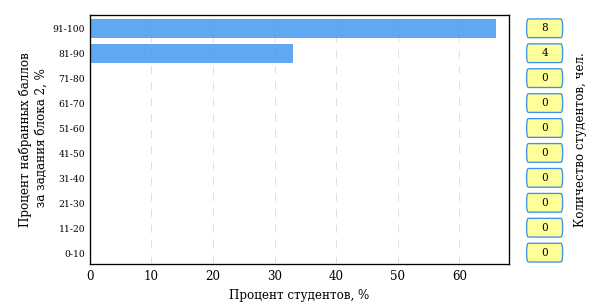 Процент набранных баллов
за задания блока 2, %
91-100 8
81-90 4
71-80 0
61-70 0
51-60 0
41-50 0
31-40 0
21-30 0
11-20 0
0-10 0
0 10 20 30 40 50 60
Процент студентов, %
Количество студентов, чел.